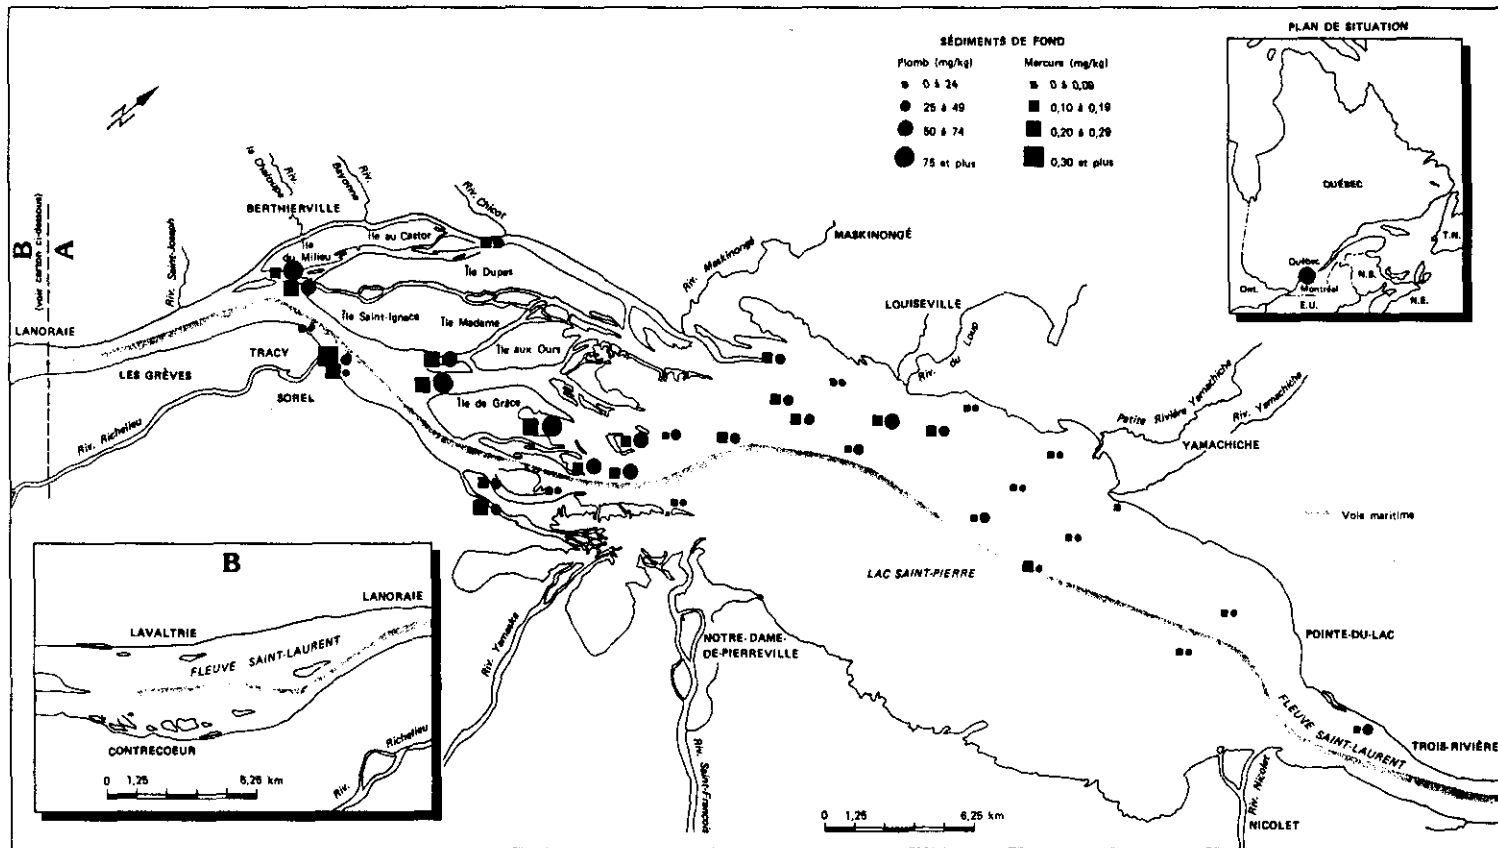 SÉDIMENTS DE FOND
Plomb (mg/kg)
0 à 24
25 à 49
50 à 74
75 et plus
Mercure (mg/kg)
0 à 0,09
0,10 à 0,19
0,20 à 0,29
0,30 et plus
PLAN DE SITUATION
QUÉBEC
T.N.
Québec
Montréal
N.B.
N.E.
Ont.
E.U.
B
(voir carton ci-dessous)
A
Riv. Saint-Joseph
Riv.
la Chaloupe
Riv.
Bayonne
Riv. Chicot
BERTHIERVILLE
Île au Castor
Île
du Milieu
Île Dupas
Île Saint-Ignace
Île Madame
Île aux Ours
Île de Grâce
LANORAIE
LES GRÈVES
TRACY
SOREL
Riv. Richelieu
Riv. Maskinongé
MASKINONGÉ
LOUISEVILLE
Riv. du Loup
Petite Rivière Yamachiche
Riv. Yamachiche
YAMACHICHE
Voie maritime
LAC SAINT-PIERRE
POINTE-DU-LAC
FLEUVE SAINT-LAURENT
TROIS-RIVIÈRE
NOTRE-DAME-
DE-PIERREVILLE
Riv. Yamaska
Riv. Saint-François
Riv. Nicolet
NICOLET
0 1,25 6,25 km
B
LANORAIE
LAVALTRIE
FLEUVE SAINT-LAURENT
CONTRECOEUR
Riv. Richelieu
0 1,25 6,25 km